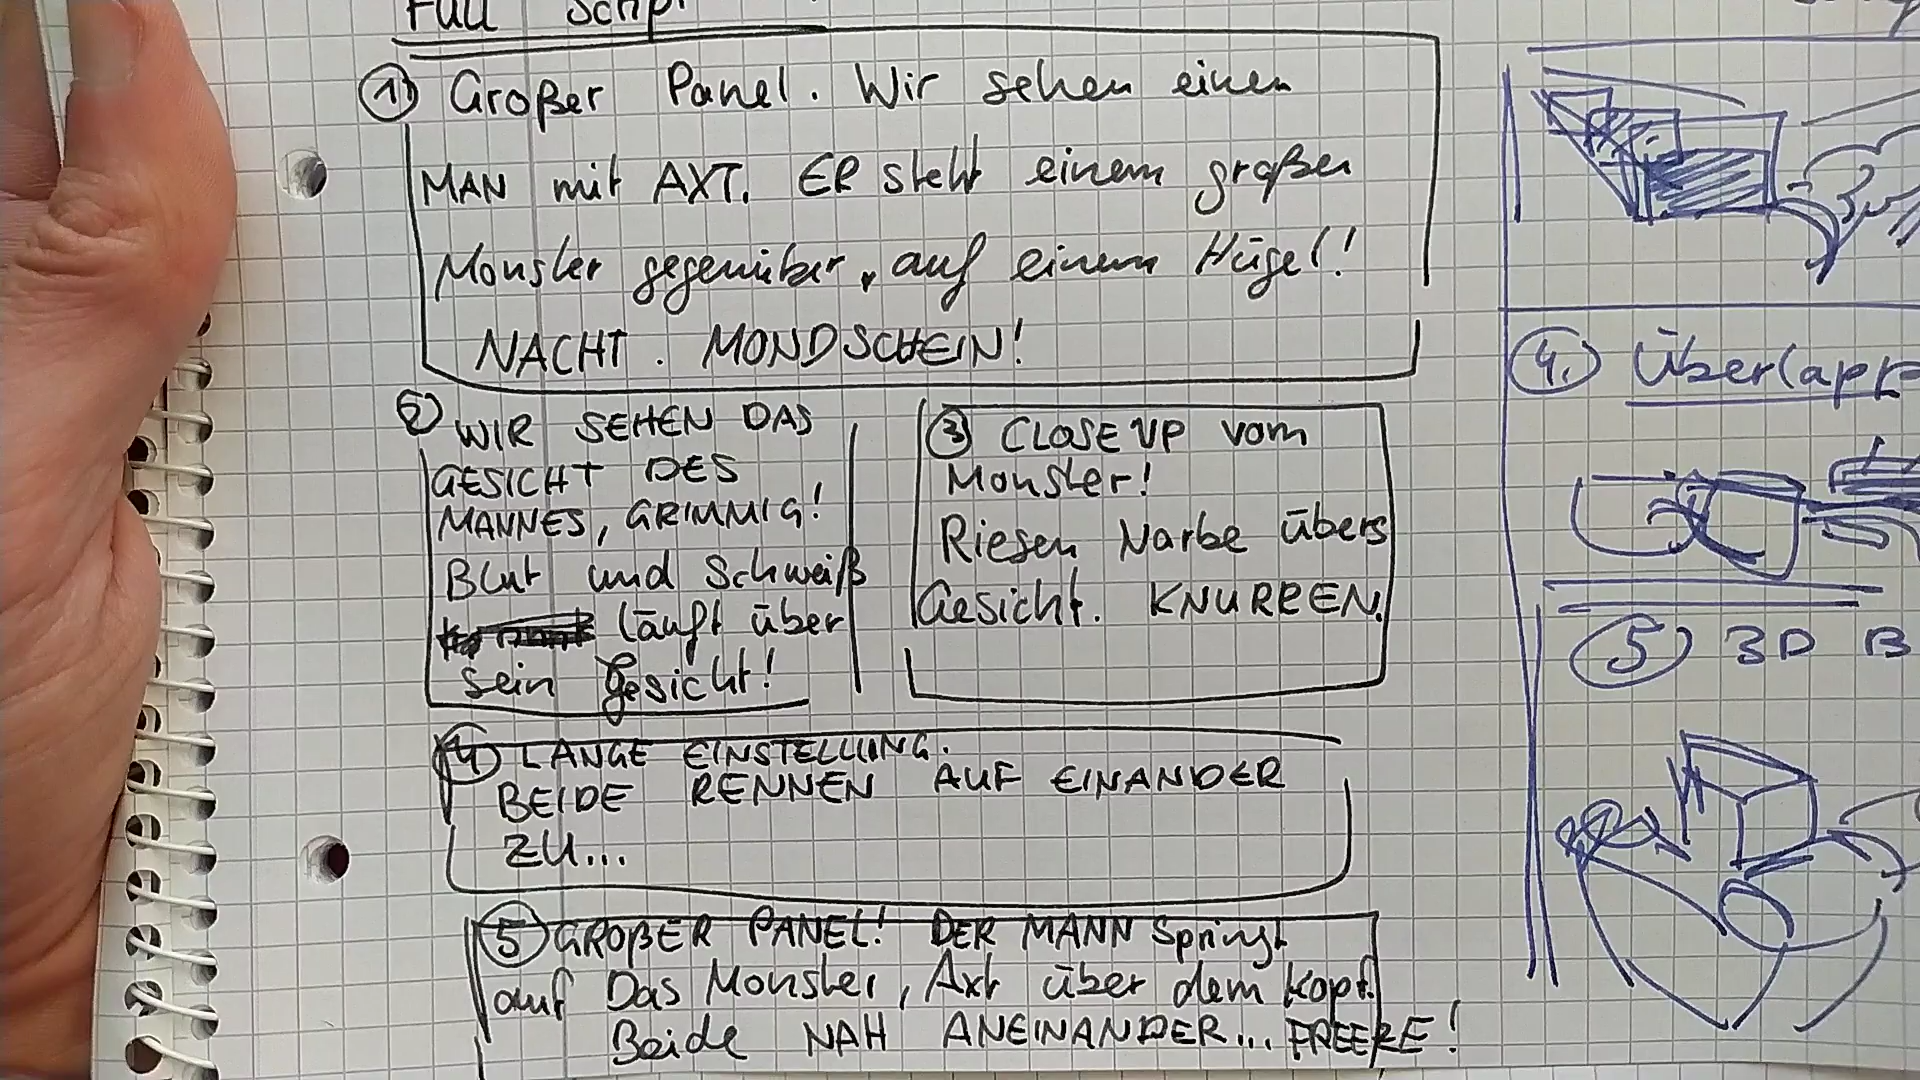 Full Script
① Großer Panel. Wir sehen einen
MAN mit AXT. ER steht einem großen
Monster gegenüber, auf einem Hügel!
NACHT. MONDSCHEIN!
② WIR SEHEN DAS
GESICHT DES
MANNES, GRIMMIG!
Blut und Schweiß
läuft über
sein Gesicht!
③ CLOSE UP vom
Monster!
Riesen Narbe übers
Gesicht. KNURREN.
④ LANGE EINSTELLUNG.
BEIDE RENNEN AUF EINANDER
ZU...
⑤ GROßER PANEL! DER MANN springt
auf Das Monster, Axt über dem Kopf.
Beide NAH ANEINANDER...
4. Überlapp
5 3D B